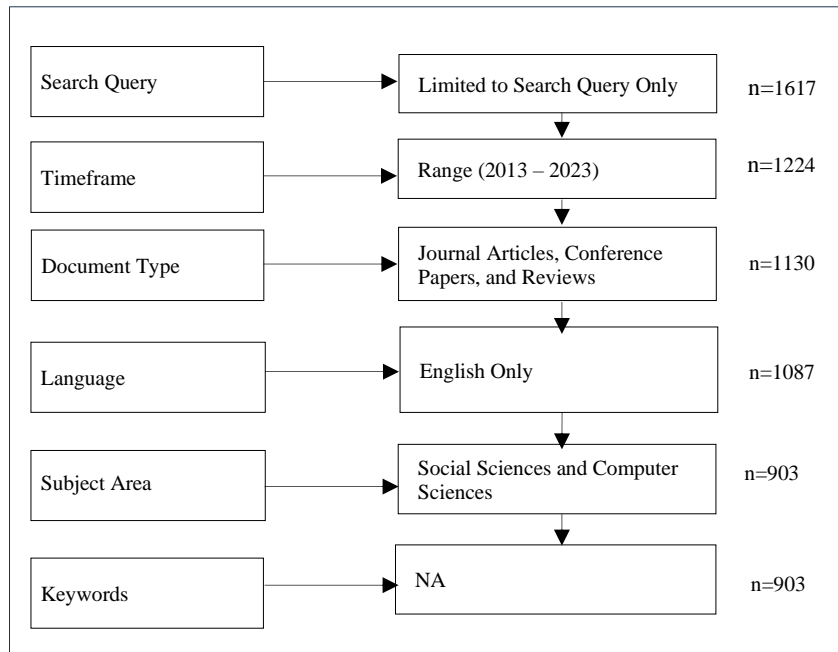 Search Query
Limited to Search Query Only
n=1617
Timeframe
Range (2013 – 2023)
n=1224
Document Type
Journal Articles, Conference
Papers, and Reviews
n=1130
Language
English Only
n=1087
Subject Area
Social Sciences and Computer
Sciences
n=903
Keywords
NA
n=903